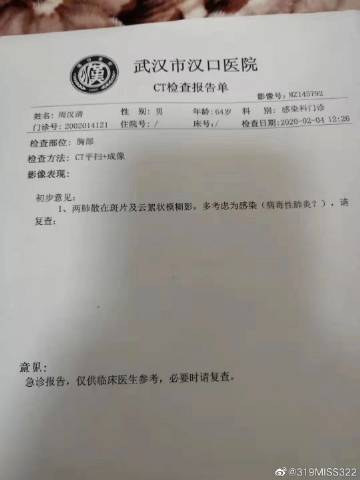 武汉市汉口医院
CT检查报告单
影像号：MZ145792
姓名：周汉清 性 别：男 年龄：64岁 科 别：感染科门诊
门诊号：2002014121 住院号：/ 床号：/ 检查日期：2020-02-04 12:26
检查部位：胸部
检查方法：CT平扫+成像
影像表现：
初步意见：
1、两肺散在斑片及云絮状模糊影，多考虑为感染（病毒性肺炎？），请
复查；
意见：
急诊报告，仅供临床医生参考，必要时请复查。
@319MISS322